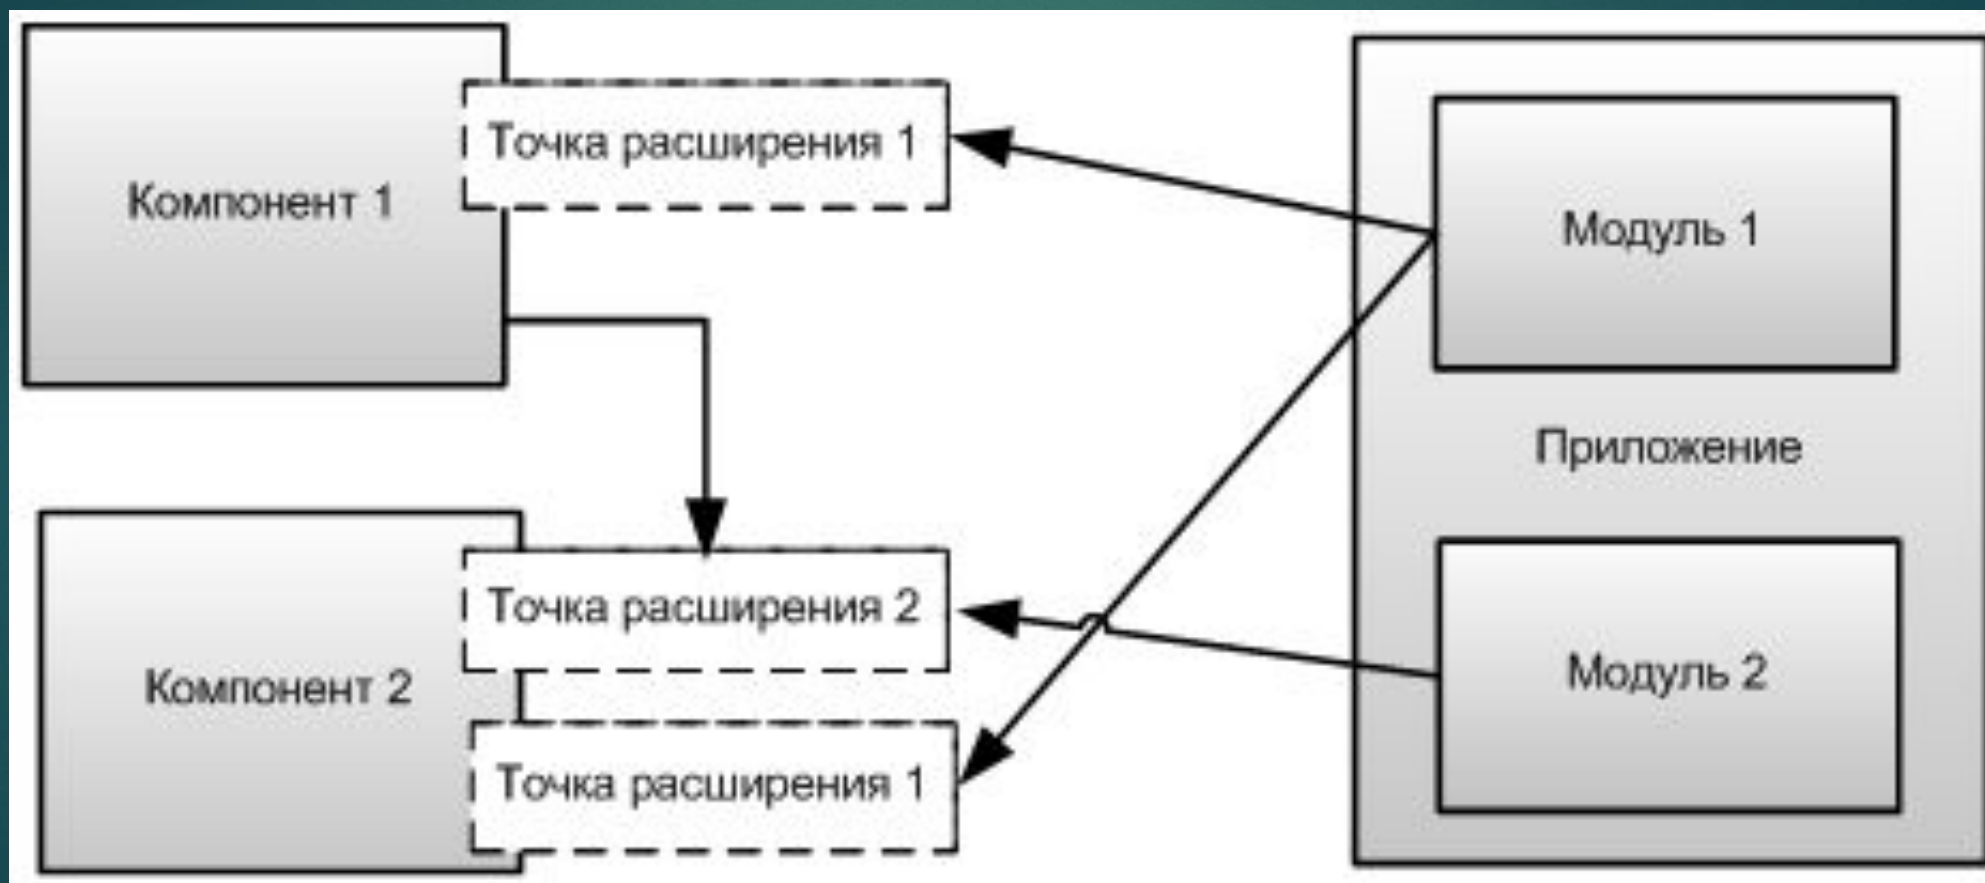 Точка расширения 1
Компонент 1
Модуль 1
Приложение
Точка расширения 2
Компонент 2
Модуль 2
Точка расширения 1